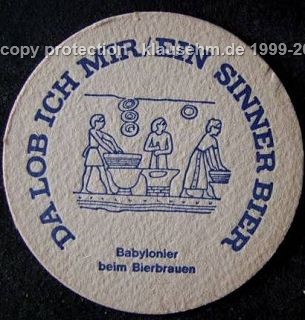 copy protection klausehm.de 1999-20
DA LOB ICH MIR EIN SINNER BIER
Babylonier
beim Bierbrauen